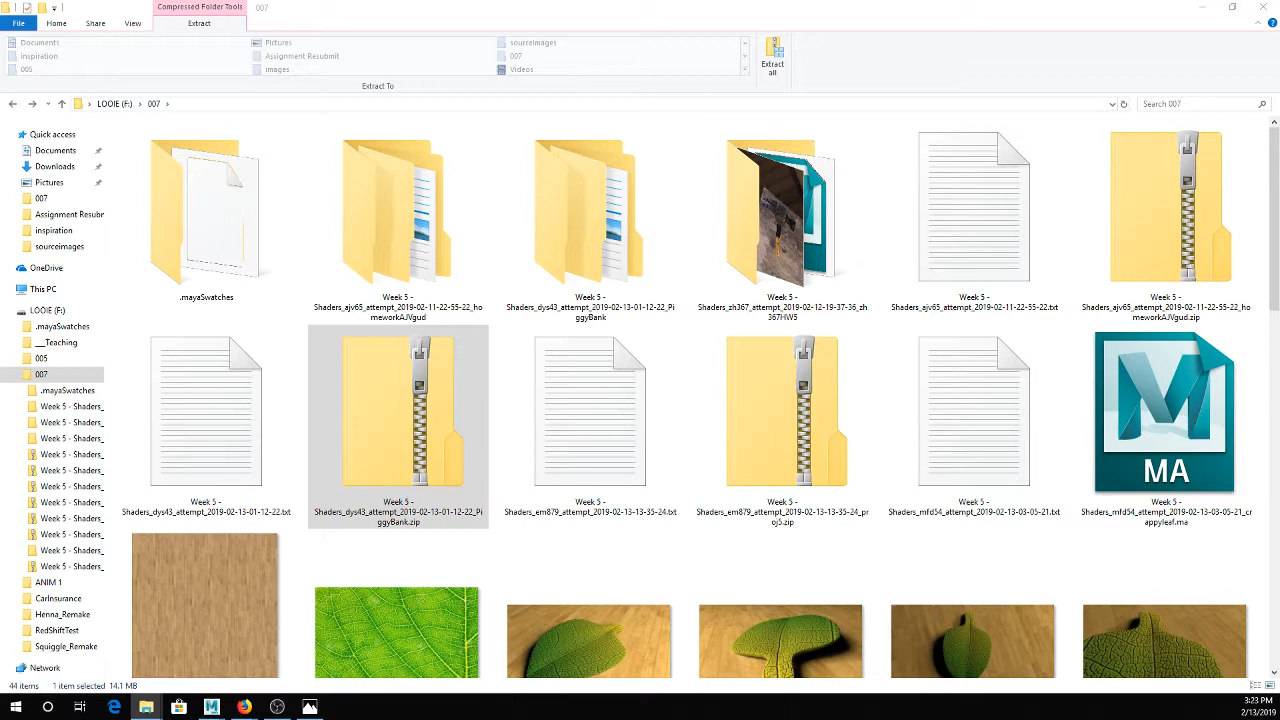 Compressed Folder Tools
007
File
Home
Share
View
Extract
Documents
Pictures
sourceimages
inspiration
Assignment Resubmit
007
005
images
Videos
Extract
all
Extract To
LOOIE (F:)
007
Search 007
Quick access
Documents
Downloads
Pictures
007
Assignment Resubr
inspiration
sourceimages
OneDrive
This PC
LOOIE (F:)
.mayaSwatches
___Teaching
005
007
.mayaSwatches
Week 5 - Shaders_
Week 5 - Shaders_
Week 5 - Shaders_
Week 5 - Shaders_
Week 5 - Shaders_
Week 5 - Shaders_
Week 5 - Shaders_
Week 5 - Shaders_
Week 5 - Shaders_
Week 5 - Shaders_
Week 5 - Shaders_
ANIM 1
CarInsurance
Henna_Remake
RedShiftTest
Squiggle_Remake
Network
.mayaSwatches
Week 5 -
Shaders_ajv65_attempt_2019-02-11-22-55-22_ho
meworkAJVgud
Week 5 -
Shaders_dys43_attempt_2019-02-13-01-12-22_Pi
ggyBank
Week 5 -
Shaders_zh367_attempt_2019-02-12-19-37-36_zh
367HW5
Week 5 -
Shaders_ajv65_attempt_2019-02-11-22-55-22.txt
Week 5 -
Shaders_ajv65_attempt_2019-02-11-22-55-22_ho
meworkAJVgud.zip
Week 5 -
Shaders_dys43_attempt_2019-02-13-01-12-22.txt
Week 5 -
Shaders_dys43_attempt_2019-02-13-01-12-22_Pi
ggyBank.zip
Week 5 -
Shaders_em879_attempt_2019-02-13-13-35-24.txt
Week 5 -
Shaders_em879_attempt_2019-02-13-13-35-24_pr
oj5.zip
Week 5 -
Shaders_mfd54_attempt_2019-02-13-03-05-21.txt
MA
Week 5 -
Shaders_mfd54_attempt_2019-02-13-03-05-21_cr
appyleaf.ma
44 items
1 item selected 14.1 MB
3:23 PM
2/13/2019